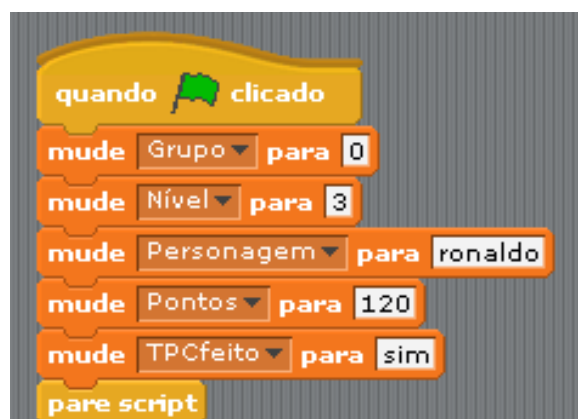 quando clicado
mude Grupo para 0
mude Nível para 3
mude Personagem para ronaldo
mude Pontos para 120
mude TPCfeito para sim
pare script